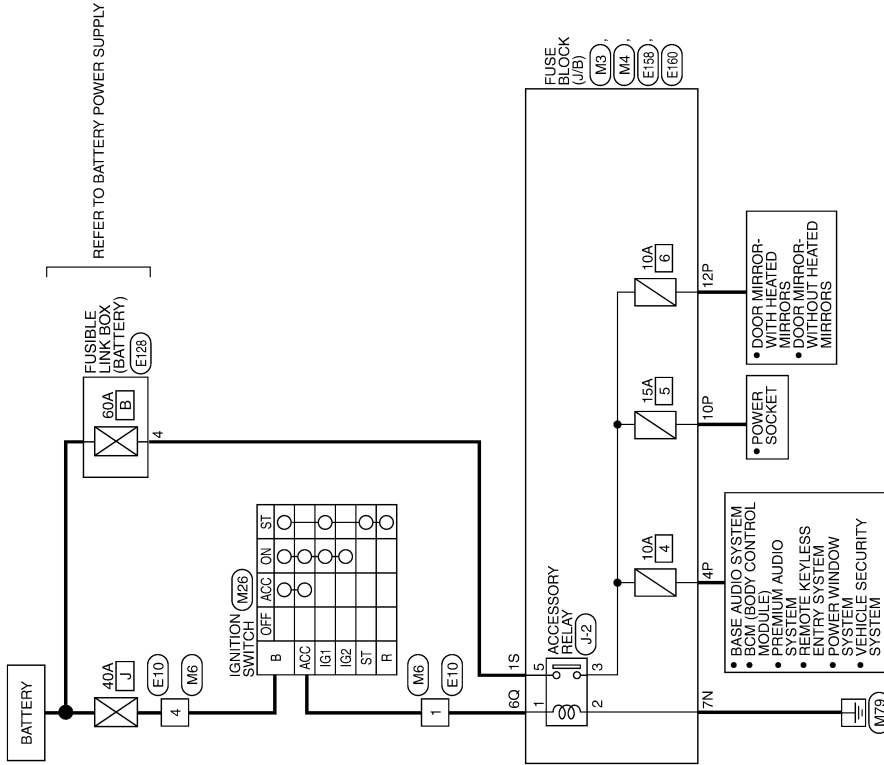 REFER TO BATTERY POWER SUPPLY
BATTERY
FUSIBLE
LINK BOX
(BATTERY)
E128
60A
B
4
40A
J
E10
M6
4
IGNITION
SWITCH
M26
OFF ACC ON ST
B
ACC
IG1
IG2
ST
R
M6
E10
1
6Q
1S
FUSE
BLOCK
(J/B)
M3 ,
M4 ,
E158 ,
E160
ACCESSORY
RELAY
J-2
1
5
2
3
10A
4
15A
5
10A
6
7N
4P
10P
12P
M79
• BASE AUDIO SYSTEM
• BCM (BODY CONTROL
MODULE)
• PREMIUM AUDIO
SYSTEM
• REMOTE KEYLESS
ENTRY SYSTEM
• POWER WINDOW
SYSTEM
• VEHICLE SECURITY
SYSTEM
• POWER
SOCKET
• DOOR MIRROR-
WITH HEATED
MIRRORS
• DOOR MIRROR-
WITHOUT HEATED
MIRRORS